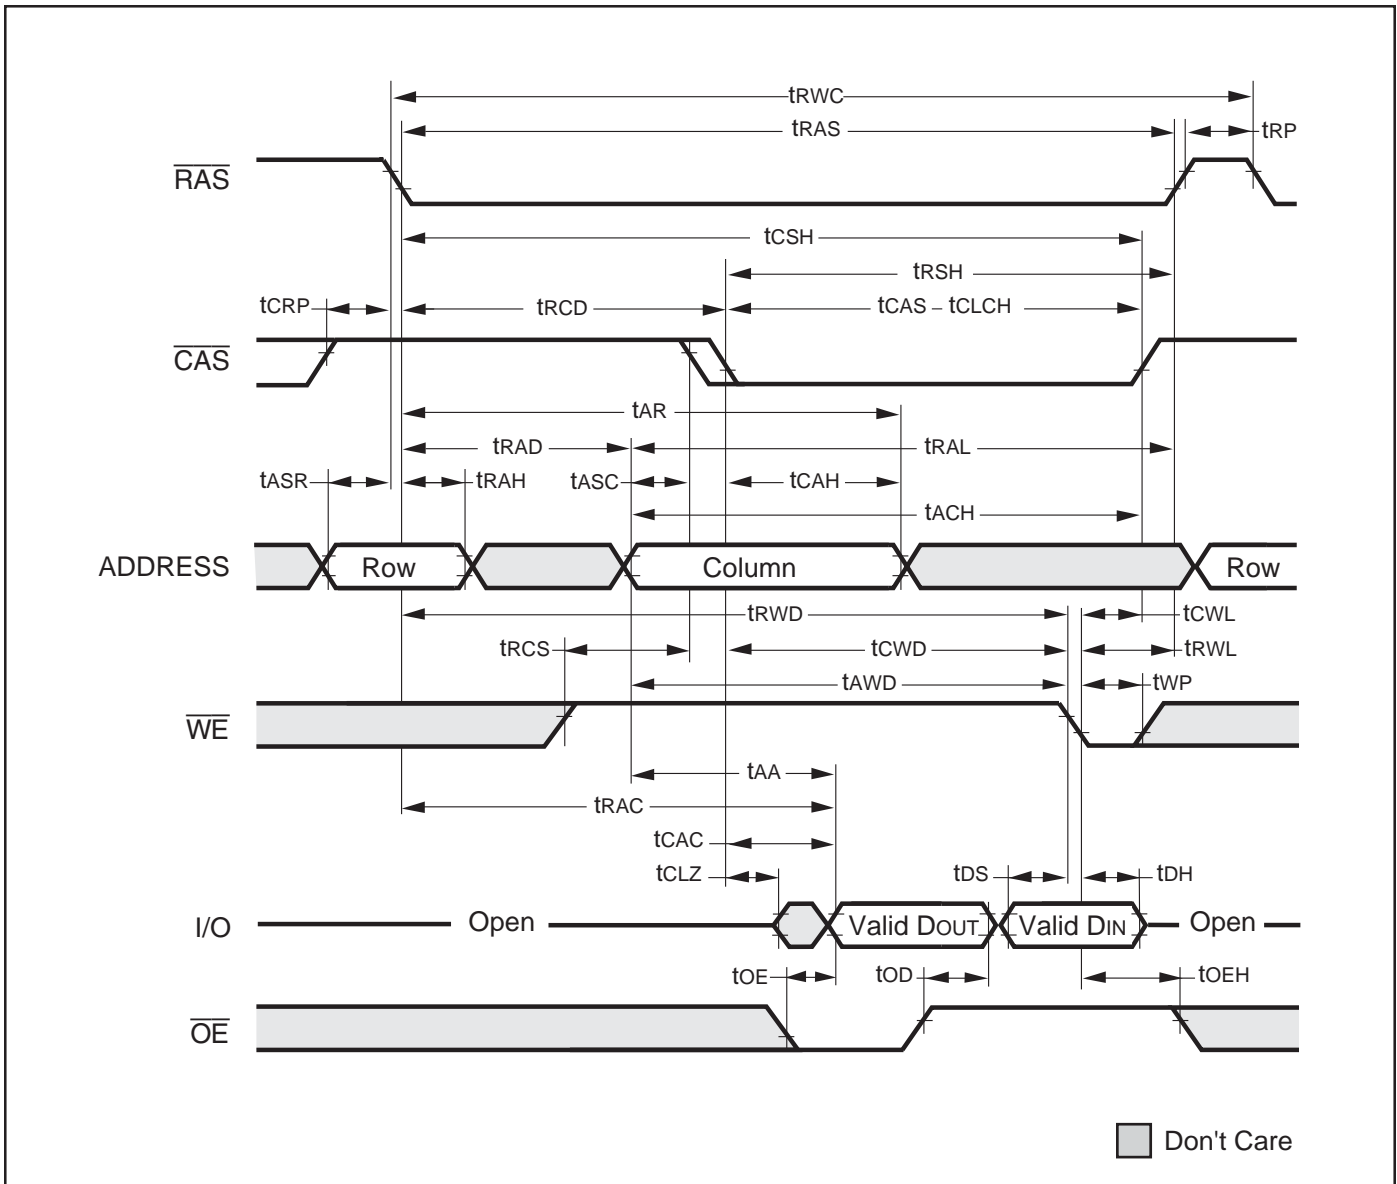 tRWC
tRAS
tRP
RAS
tCSH
tRSH
tCRP
tRCD
tCAS – tCLCH
CAS
tAR
tRAD
tRAL
tASR
tRAH
tASC
tCAH
tACH
ADDRESS
Row
Column
Row
tRWD
tCWL
tRCS
tCWD
tRWL
tAWD
tWP
WE
tAA
tRAC
tCAC
tCLZ
tDS
tDH
I/O
Open
Valid DOUT
Valid DIN
Open
tOE
tOD
tOEH
OE
Don't Care